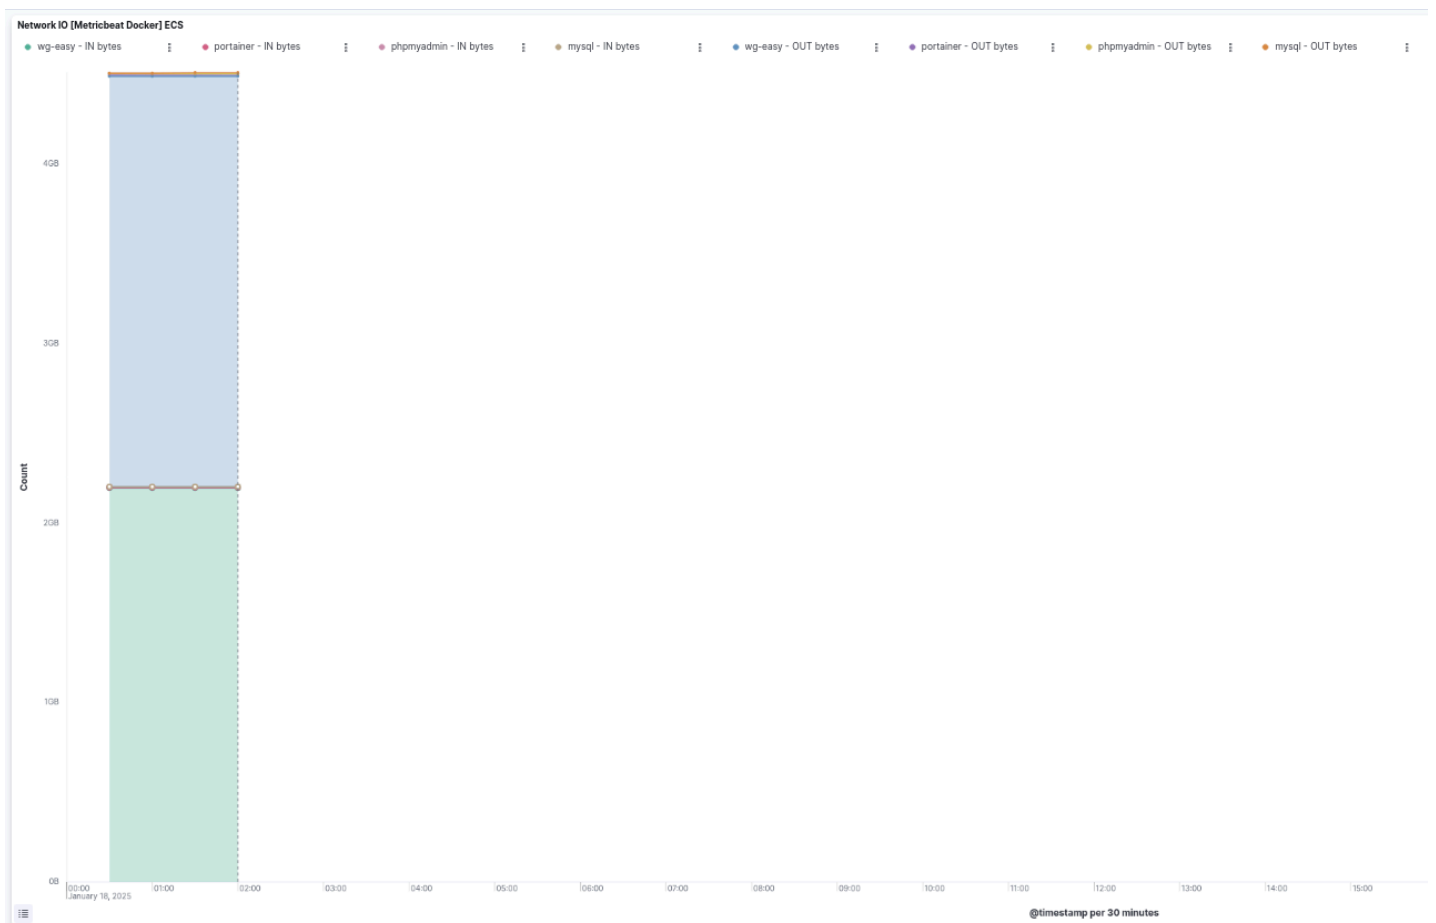 Network IO [Metricbeat Docker] ECS
wg-easy - IN bytes portainer - IN bytes phpmyadmin - IN bytes mysql - IN bytes wg-easy - OUT bytes portainer - OUT bytes phpmyadmin - OUT bytes mysql - OUT bytes
4GB
3GB
Count
2GB
1GB
0B
00:00 01:00 02:00 03:00 04:00 05:00 06:00 07:00 08:00 09:00 10:00 11:00 12:00 13:00 14:00 15:00
January 18, 2025
@timestamp per 30 minutes